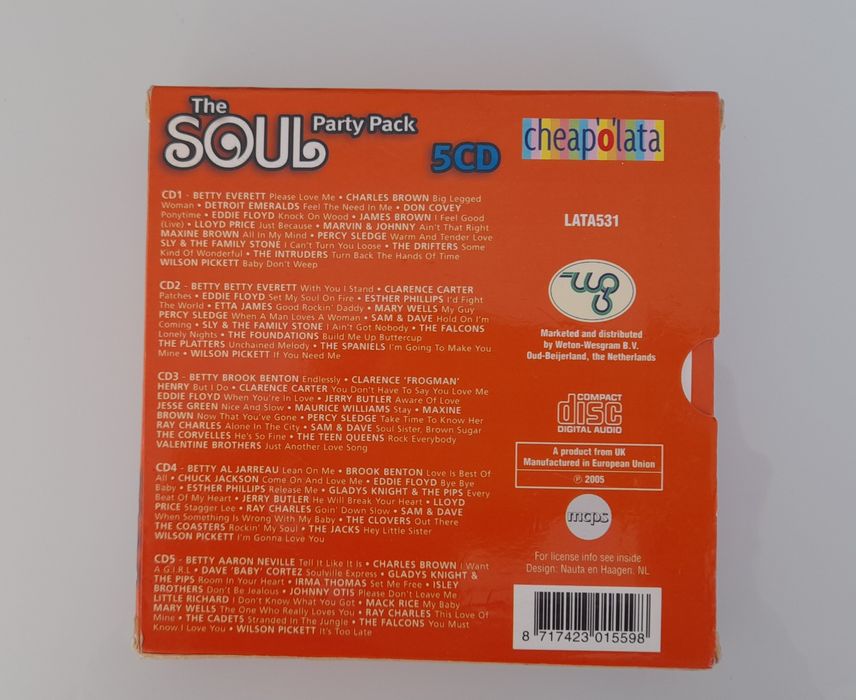 The
SOUL Party Pack
5CD
CD1 - BETTY EVERETT Please Love Me • CHARLES BROWN Big Legged
Woman • DETROIT EMERALDS Feel The Need In Me • DON COVEY
Ponytime • EDDIE FLOYD Knock On Wood • JAMES BROWN I Feel Good
(Live) • LLOYD PRICE Just Because • MARVIN & JOHNNY Ain't That Right
MAXINE BROWN All In My Mind • PERCY SLEDGE Warm And Tender Love
SLY & THE FAMILY STONE I Can't Turn You Loose • THE DRIFTERS Some
Kind Of Wonderful • THE INTRUDERS Turn Back The Hands Of Time
WILSON PICKETT Baby Don't Weep
CD2 - BETTY BETTY EVERETT With You I Stand • CLARENCE CARTER
Patches • EDDIE FLOYD Set My Soul On Fire • ESTHER PHILLIPS I'd Fight
The World • ETTA JAMES Good Rockin' Daddy • MARY WELLS My Guy
PERCY SLEDGE When A Man Loves A Woman • SAM & DAVE Hold On I'm
Coming • SLY & THE FAMILY STONE I Ain't Got Nobody • THE FALCONS
Lonely Nights • THE FOUNDATIONS Build Me Up Buttercup
THE PLATTERS Unchained Melody • THE SPANIELS I'm Going To Make You
Mine • WILSON PICKETT If You Need Me
CD3 - BETTY BROOK BENTON Endlessly • CLARENCE 'FROGMAN'
HENRY But I Do • CLARENCE CARTER You Don't Have To Say You Love Me
EDDIE FLOYD When You're In Love • JERRY BUTLER Aware Of Love
JESSE GREEN Nice And Slow • MAURICE WILLIAMS Stay • MAXINE
BROWN Now That You've Gone • PERCY SLEDGE Take Time To Know Her
RAY CHARLES Alone In The City • SAM & DAVE Soul Sister, Brown Sugar
THE CORVELLES He's So Fine • THE TEEN QUEENS Rock Everybody
VALENTINE BROTHERS Just Another Love Song
CD4 - BETTY AL JARREAU Lean On Me • BROOK BENTON Love Is Best Of
All • CHUCK JACKSON Come On And Love Me • EDDIE FLOYD Bye Bye
Baby • ESTHER PHILLIPS Release Me • GLADYS KNIGHT & THE PIPS Every
Beat Of My Heart • JERRY BUTLER He Will Break Your Heart • LLOYD
PRICE Stagger Lee • RAY CHARLES Goin' Down Slow • SAM & DAVE
When Something Is Wrong With My Baby • THE CLOVERS Out There
THE COASTERS Rockin' My Soul • THE JACKS Hey Little Sister
WILSON PICKETT I'm Gonna Love You
CD5 - BETTY AARON NEVILLE Tell It Like It Is • CHARLES BROWN I Want
A G.I.R.L • DAVE 'BABY' CORTEZ Soulville Express • GLADYS KNIGHT &
THE PIPS Room In Your Heart • IRMA THOMAS Set Me Free • ISLEY
BROTHERS Don't Be Jealous • JOHNNY OTIS Please Don't Leave Me
LITTLE RICHARD I Don't Know What You Got • MACK RICE My Baby
MARY WELLS The One Who Really Loves You • RAY CHARLES This Love Of
Mine • THE CADETS Stranded In The Jungle • THE FALCONS You Must
Know I Love You • WILSON PICKETT It's Too Late
cheap'o'lata
LATA531
Marketed and distributed
by Weton-Wesgram B.V.
Oud-Beijerland, the Netherlands
COMPACT
disc
DIGITAL AUDIO
A product from UK
Manufactured in European Union
℗ 2005
mcps
For license info see inside
Design: Nauta en Haagen, NL
8 717423 015598